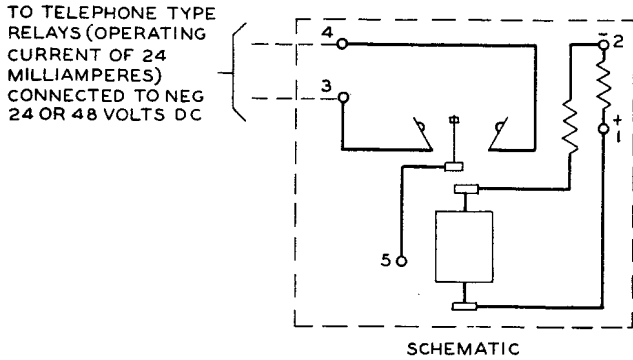 TO TELEPHONE TYPE
RELAYS (OPERATING
CURRENT OF 24
MILLIAMPERES)
CONNECTED TO NEG
24 OR 48 VOLTS DC
4
3
- 2
+
1
5
SCHEMATIC